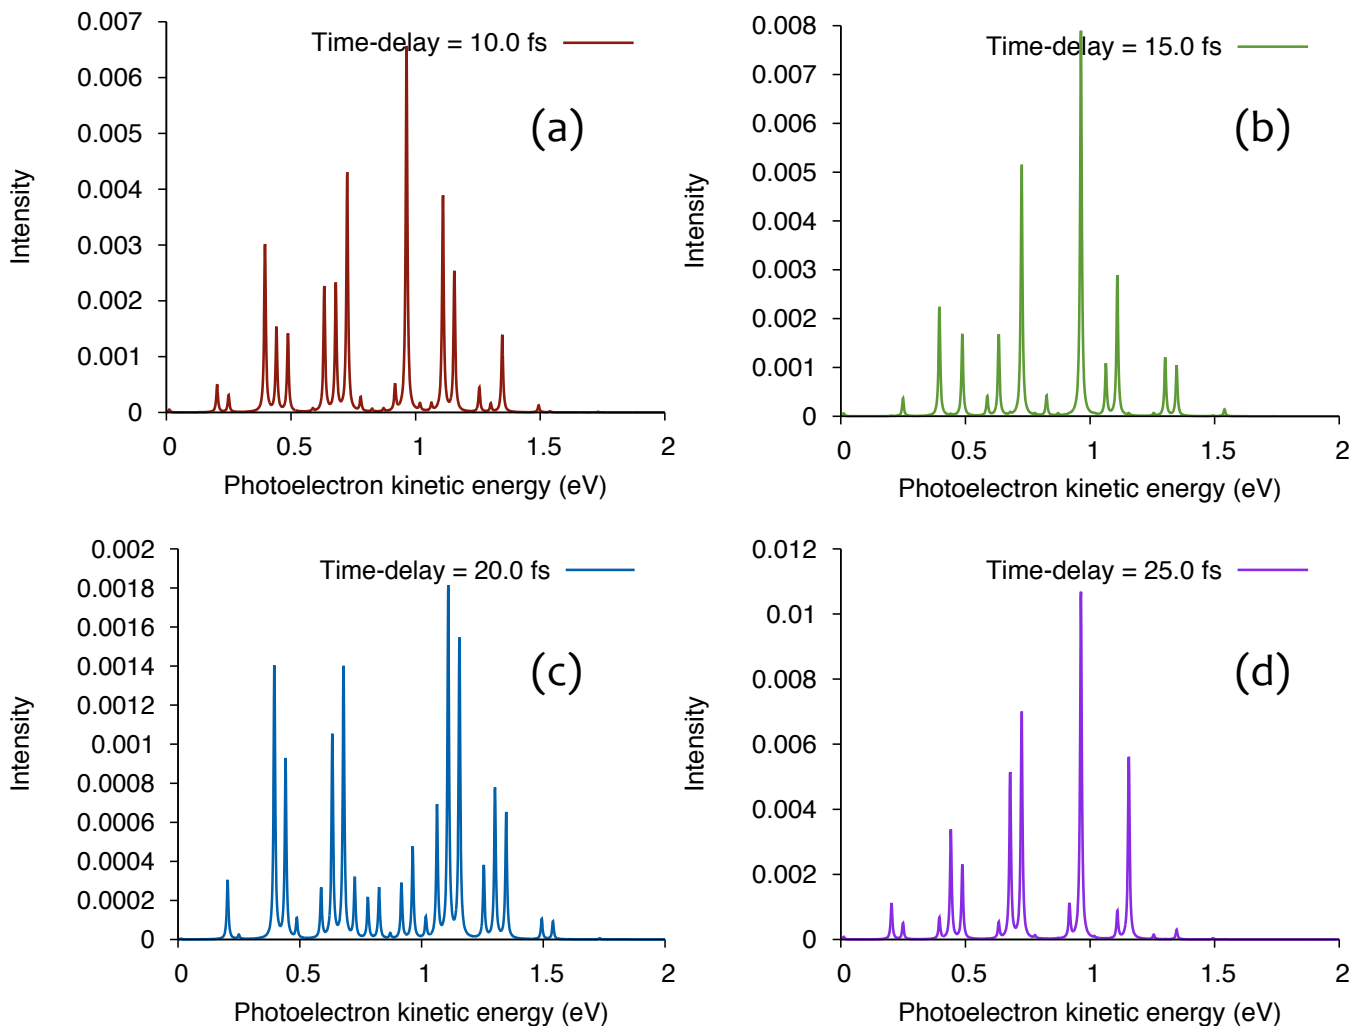 Time-delay = 10.0 fs
(a)
Intensity
0.007
0.006
0.005
0.004
0.003
0.002
0.001
0
0 0.5 1 1.5 2
Photoelectron kinetic energy (eV)
Time-delay = 15.0 fs
(b)
Intensity
0.008
0.007
0.006
0.005
0.004
0.003
0.002
0.001
0
0 0.5 1 1.5 2
Photoelectron kinetic energy (eV)
Time-delay = 20.0 fs
(c)
Intensity
0.002
0.0018
0.0016
0.0014
0.0012
0.001
0.0008
0.0006
0.0004
0.0002
0
0 0.5 1 1.5 2
Photoelectron kinetic energy (eV)
Time-delay = 25.0 fs
(d)
Intensity
0.012
0.01
0.008
0.006
0.004
0.002
0
0 0.5 1 1.5 2
Photoelectron kinetic energy (eV)